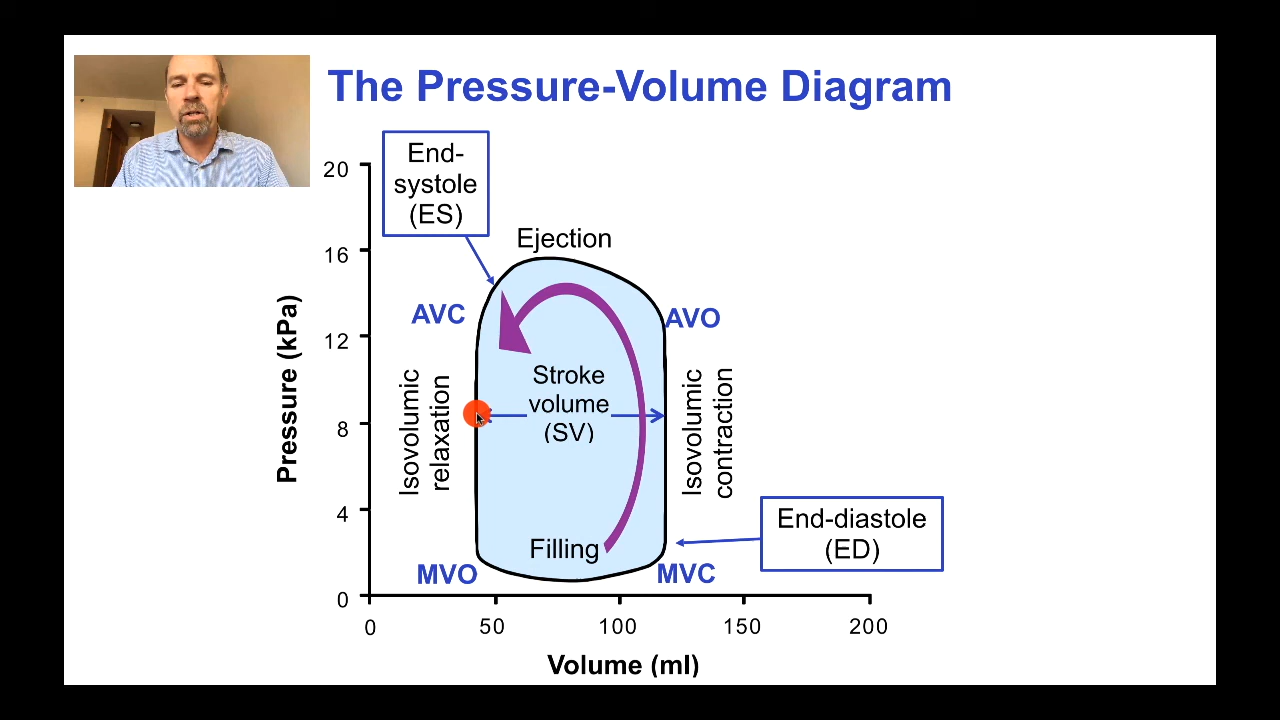 The Pressure-Volume Diagram
End-
systole
(ES)
20
16
12
8
4
0
Pressure (kPa)
Ejection
AVC
AVO
Isovolumic
relaxation
Stroke
volume
(SV)
Isovolumic
contraction
End-diastole
(ED)
Filling
MVO
MVC
0
50
100
150
200
Volume (ml)